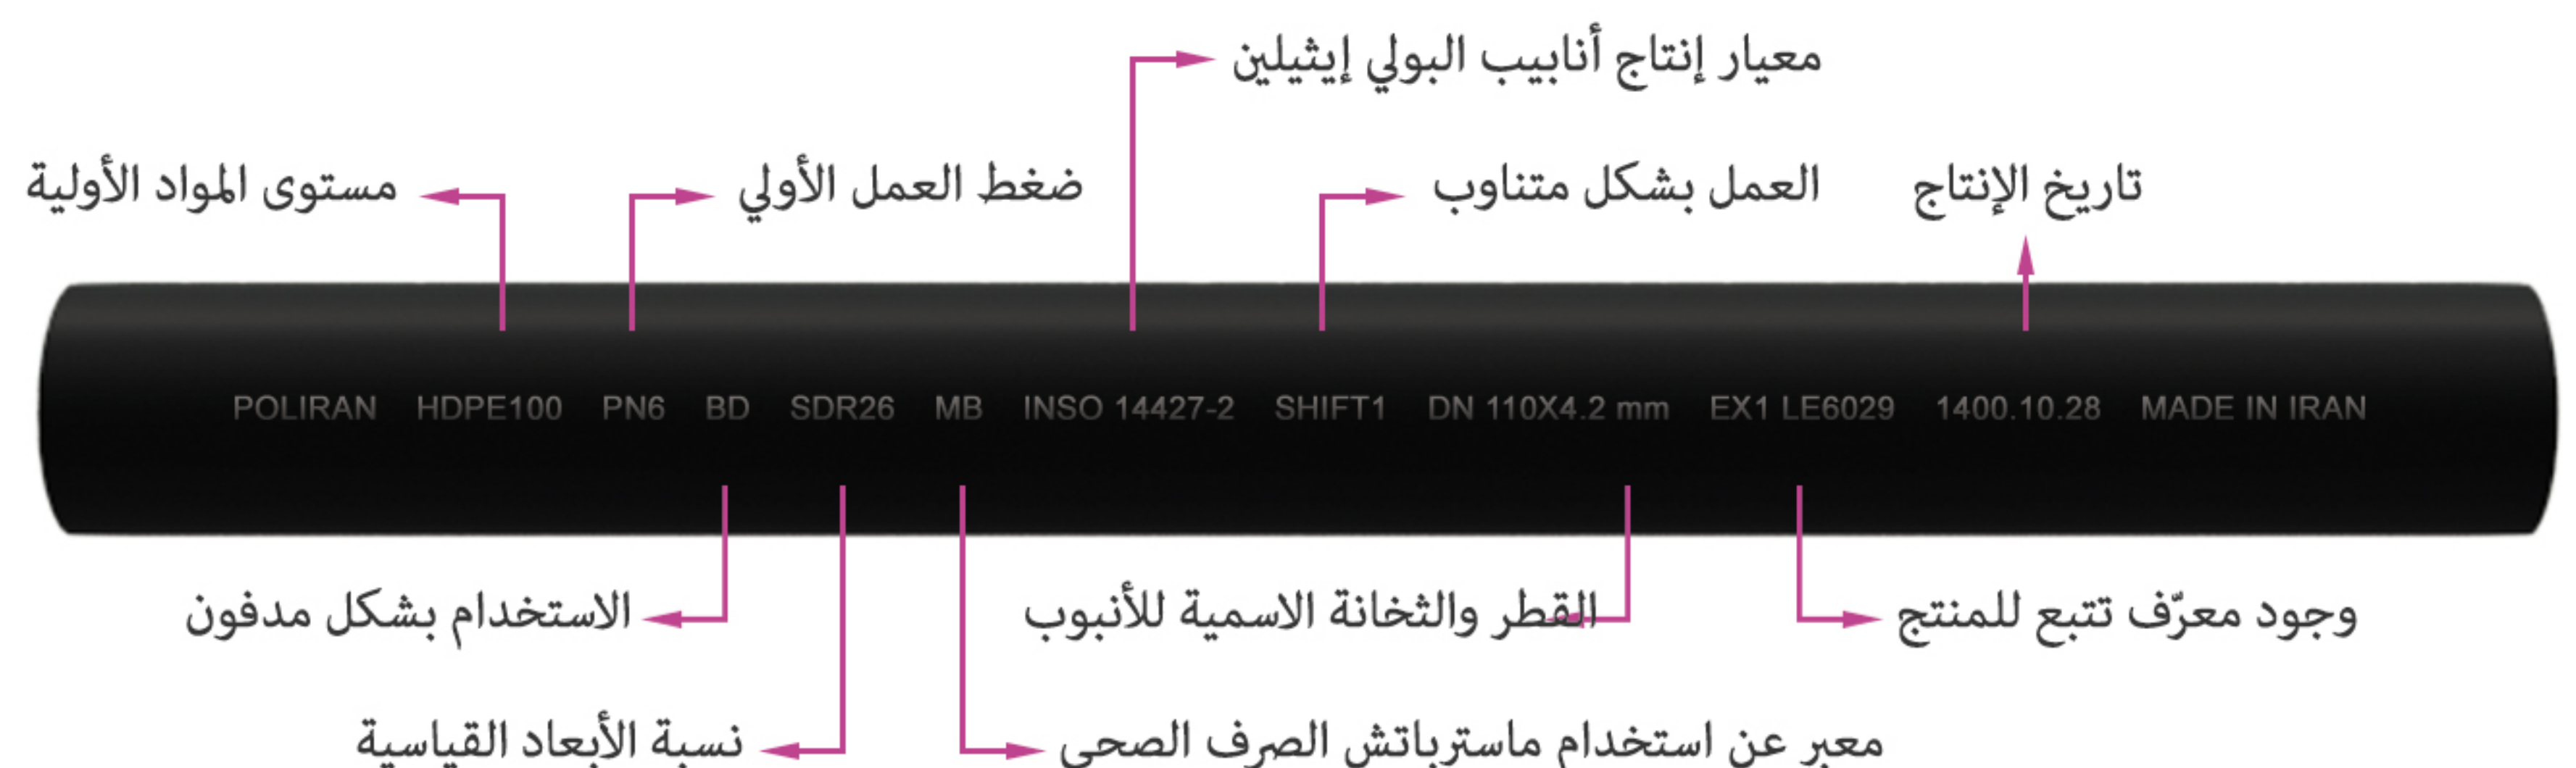 معيار إنتاج أنابيب البولي إيثيلين
مستوى المواد الأولية
ضغط العمل الأولي
العمل بشكل متناوب
تاريخ الإنتاج
POLIRAN HDPE100 PN6 BD SDR26 MB INSO 14427-2 SHIFT1 DN 110X4.2 mm EX1 LE6029 1400.10.28 MADE IN IRAN
الاستخدام بشكل مدفون
القطر والثخانة الاسمية للأنبوب
وجود معرّف تتبع للمنتج
نسبة الأبعاد القياسية
معبر عن استخدام ماسترباتش الصرف الصحي